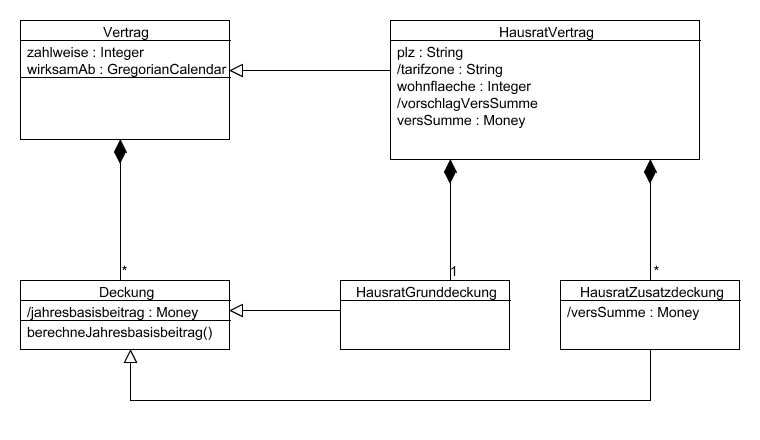 Vertrag
zahlweise : Integer
wirksamAb : GregorianCalendar
HausratVertrag
plz : String
/tarifzone : String
wohnflaeche : Integer
/vorschlagVersSumme
versSumme : Money
*
1
*
Deckung
/jahresbasisbeitrag : Money
berechneJahresbasisbeitrag()
HausratGrunddeckung
HausratZusatzdeckung
/versSumme : Money